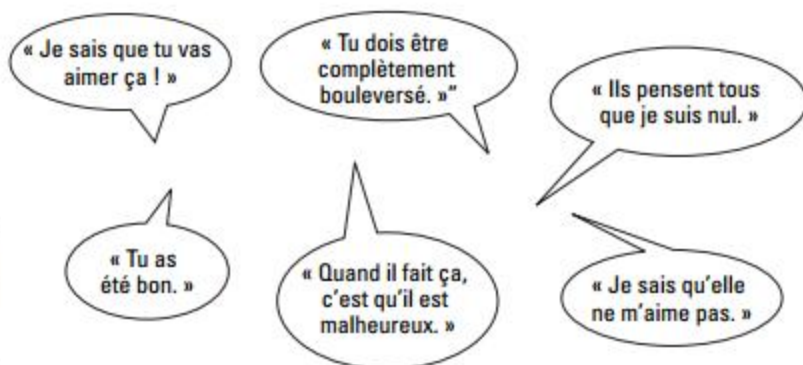 « Je sais que tu vas
aimer ça ! »
« Tu dois être
complètement
bouleversé. »”
« Ils pensent tous
que je suis nul. »
« Tu as
été bon. »
« Quand il fait ça,
c’est qu’il est
malheureux. »
« Je sais qu’elle
ne m’aime pas. »